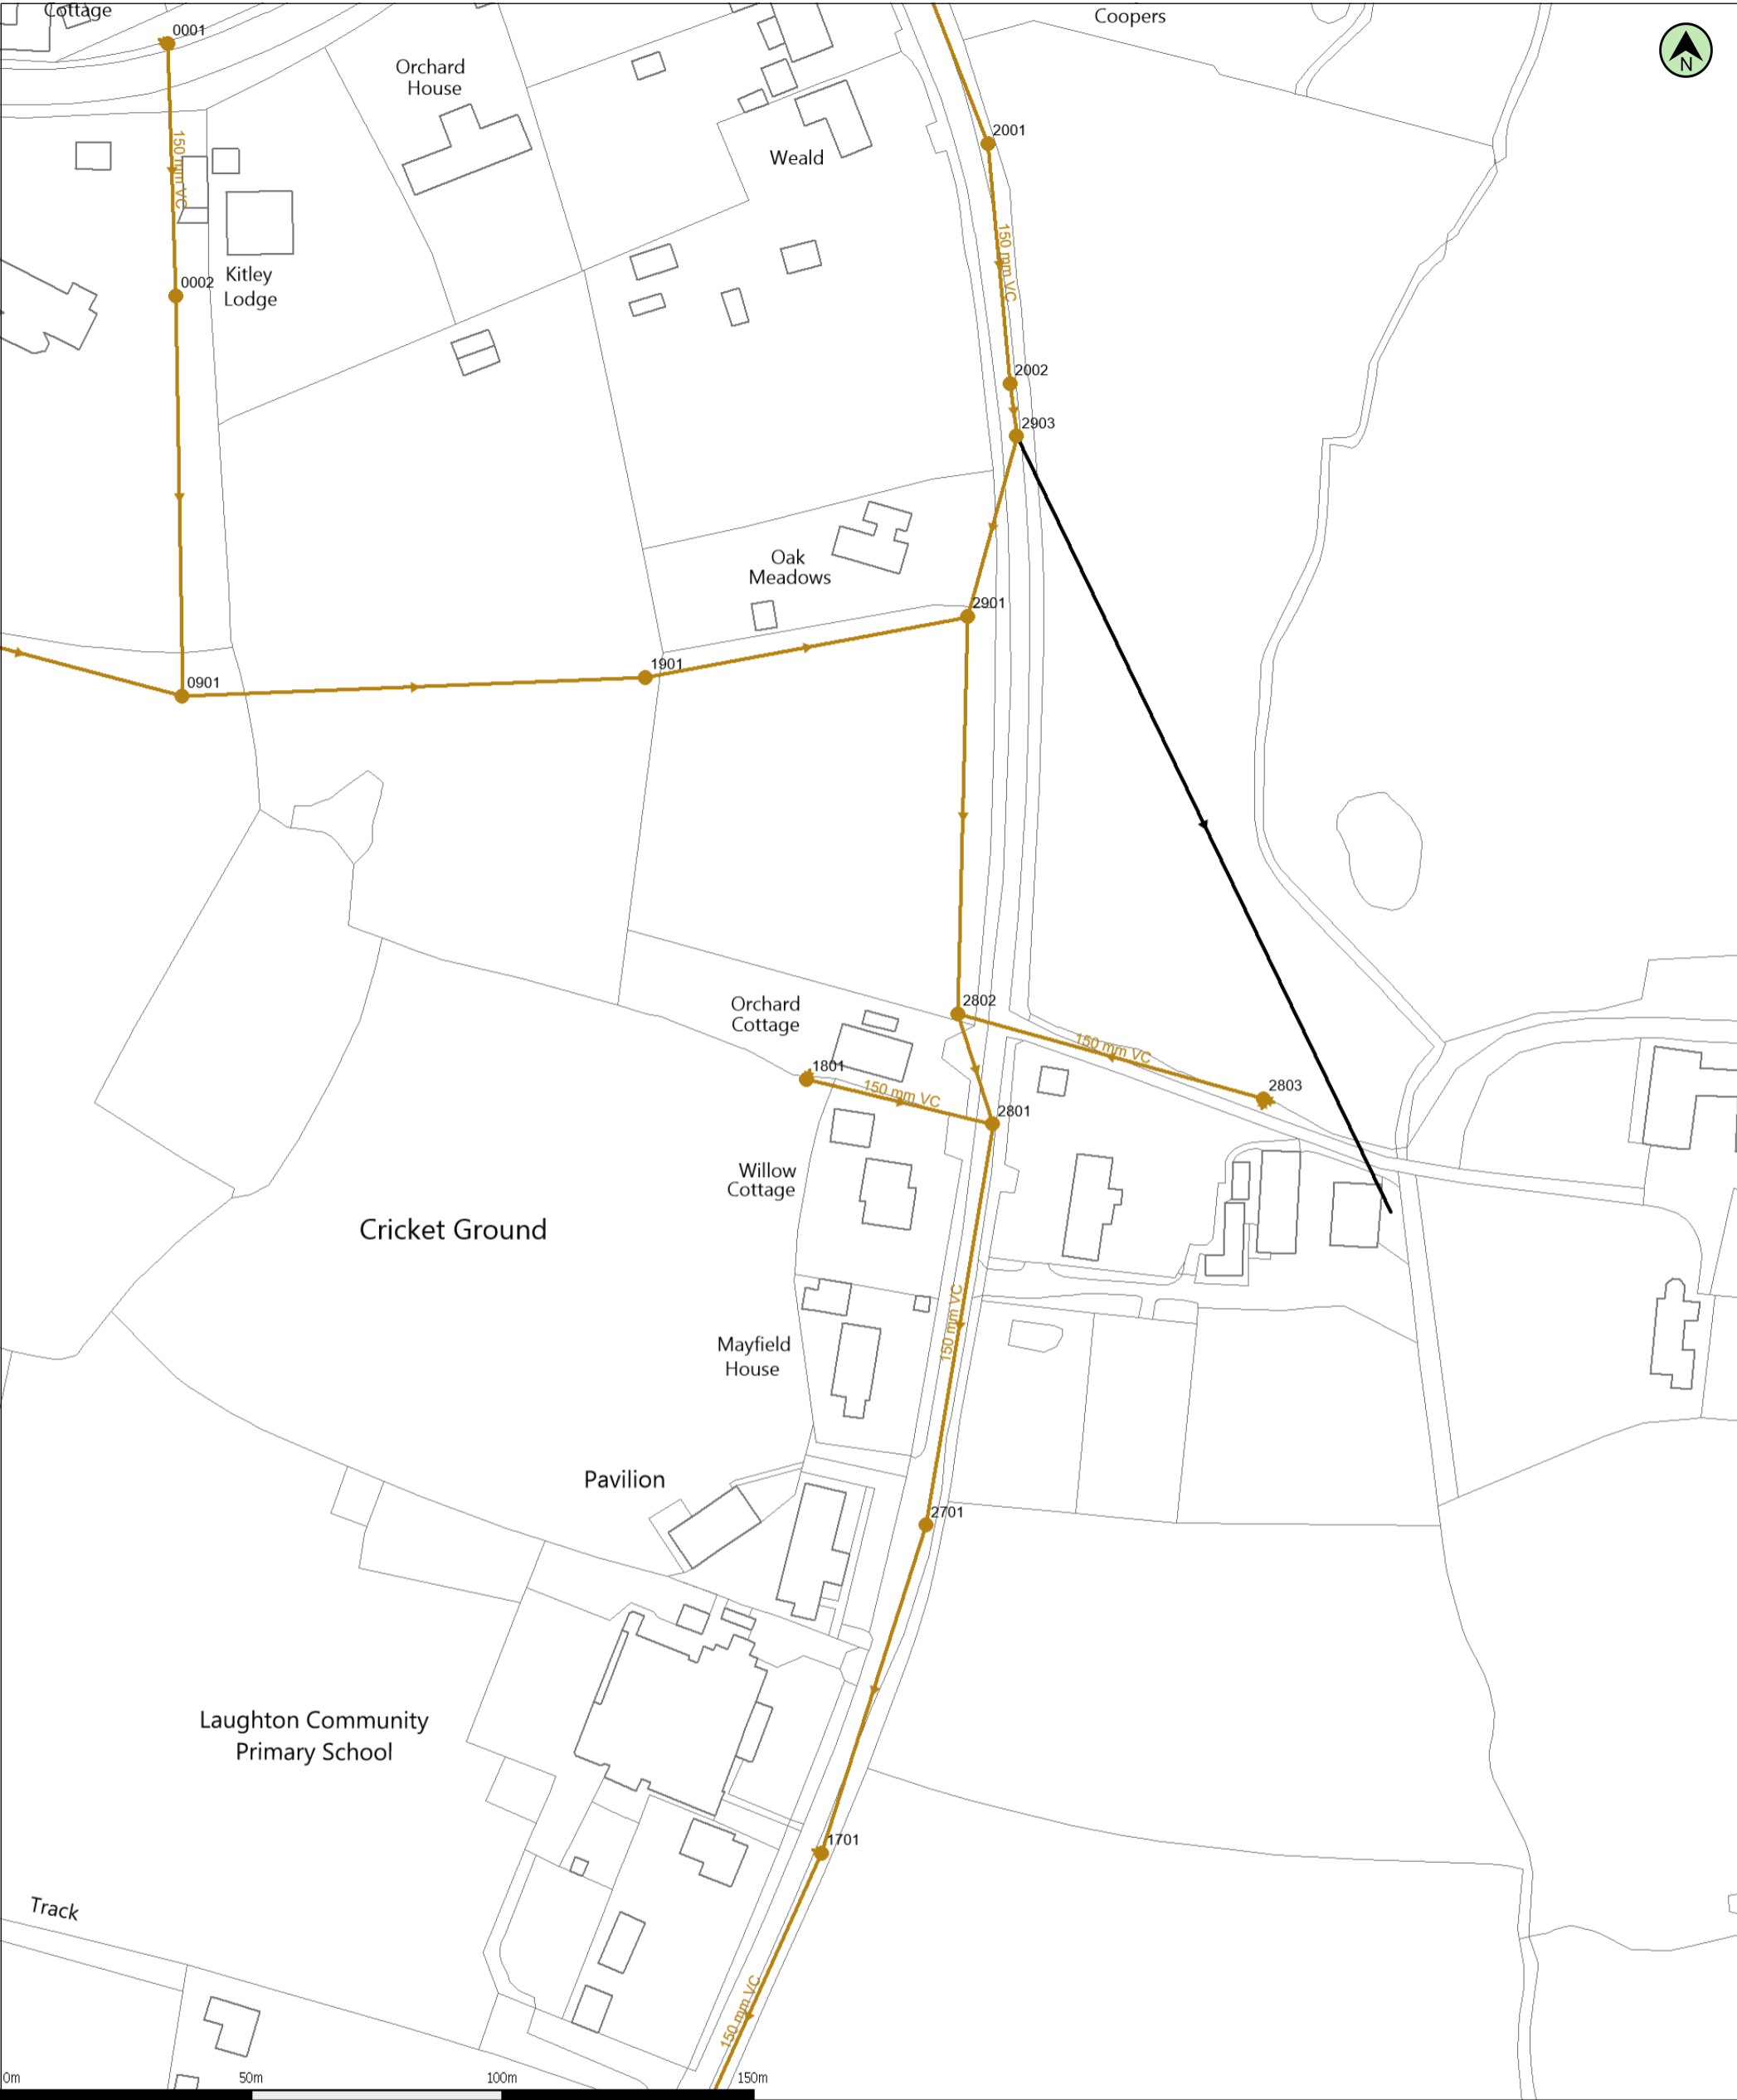 Cottage
0001
Coopers
N
Orchard
House
2001
150 mm VC
Weald
150 mm VC
Kitley
Lodge
0002
2002
2903
Oak
Meadows
2901
1901
0901
Orchard
Cottage
2802
150 mm VC
1801
150 mm VC
2803
2801
Willow
Cottage
Cricket Ground
150 mm VC
Mayfield
House
Pavilion
2701
Laughton Community
Primary School
1701
Track
150 mm VC
0m
50m
100m
150m